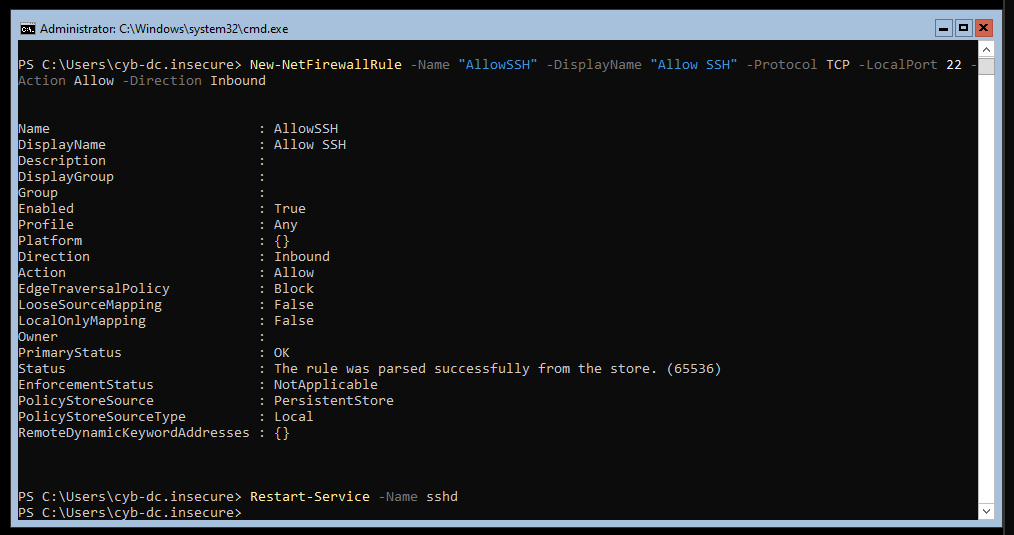 Administrator: C:\Windows\system32\cmd.exe
PS C:\Users\cyb-dc.insecure> New-NetFirewallRule -Name "AllowSSH" -DisplayName "Allow SSH" -Protocol TCP -LocalPort 22 -
Action Allow -Direction Inbound
Name                          : AllowSSH
DisplayName                   : Allow SSH
Description                   :
DisplayGroup                  :
Group                         :
Enabled                       : True
Profile                       : Any
Platform                      : {}
Direction                     : Inbound
Action                        : Allow
EdgeTraversalPolicy           : Block
LooseSourceMapping            : False
LocalOnlyMapping              : False
Owner                         :
PrimaryStatus                 : OK
Status                        : The rule was parsed successfully from the store. (65536)
EnforcementStatus             : NotApplicable
PolicyStoreSource             : PersistentStore
PolicyStoreSourceType         : Local
RemoteDynamicKeywordAddresses : {}
PS C:\Users\cyb-dc.insecure> Restart-Service -Name sshd
PS C:\Users\cyb-dc.insecure>